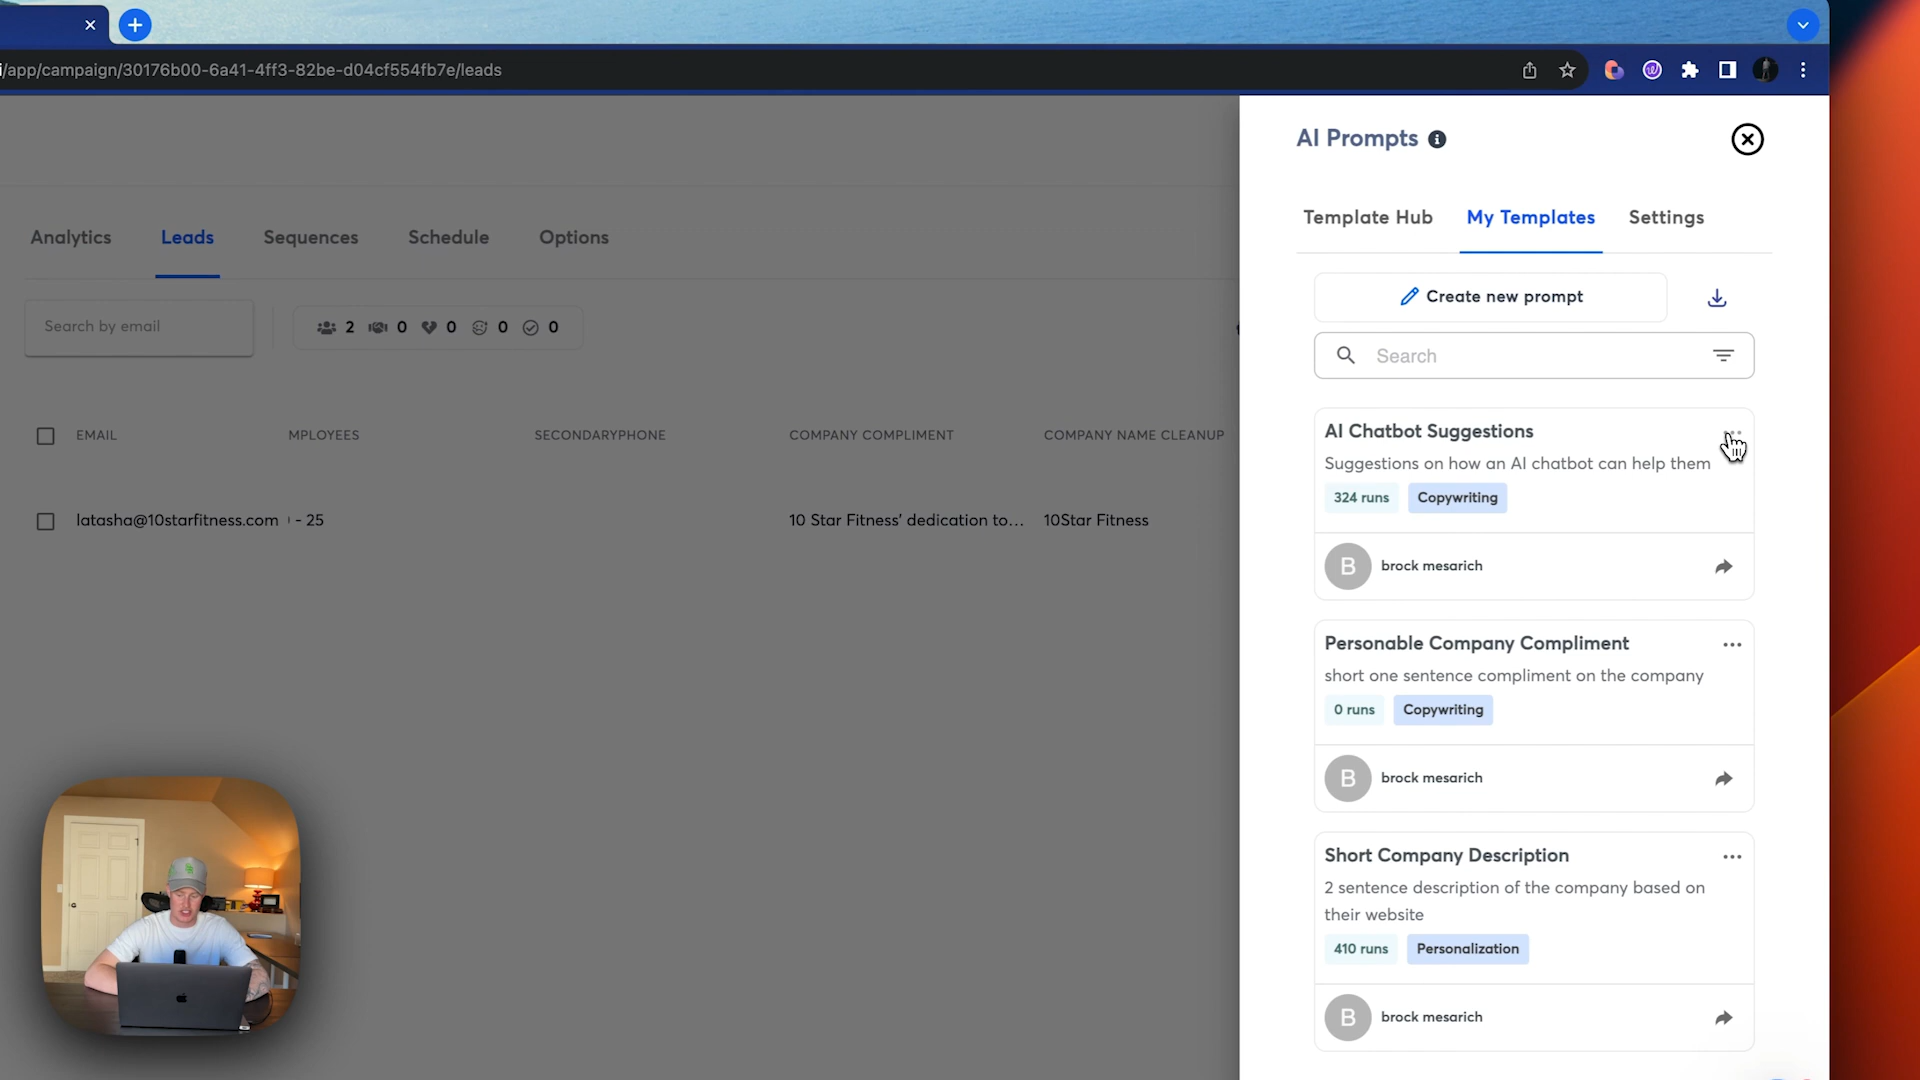 i/app/campaign/30176b00-6a41-4ff3-82be-d04cf554fb7e/leads
AI Prompts
Template Hub My Templates Settings
Create new prompt
Search
AI Chatbot Suggestions
Suggestions on how an AI chatbot can help them
324 runs Copywriting
B brock mesarich
Personable Company Compliment
short one sentence compliment on the company
0 runs Copywriting
B brock mesarich
Short Company Description
2 sentence description of the company based on
their website
410 runs Personalization
B brock mesarich
Analytics Leads Sequences Schedule Options
Search by email
2 0 0 0 0
EMAIL MPLOYEES SECONDARYPHONE COMPANY COMPLIMENT COMPANY NAME CLEANUP
latasha@10starfitness.com - 25 10 Star Fitness' dedication to... 10Star Fitness